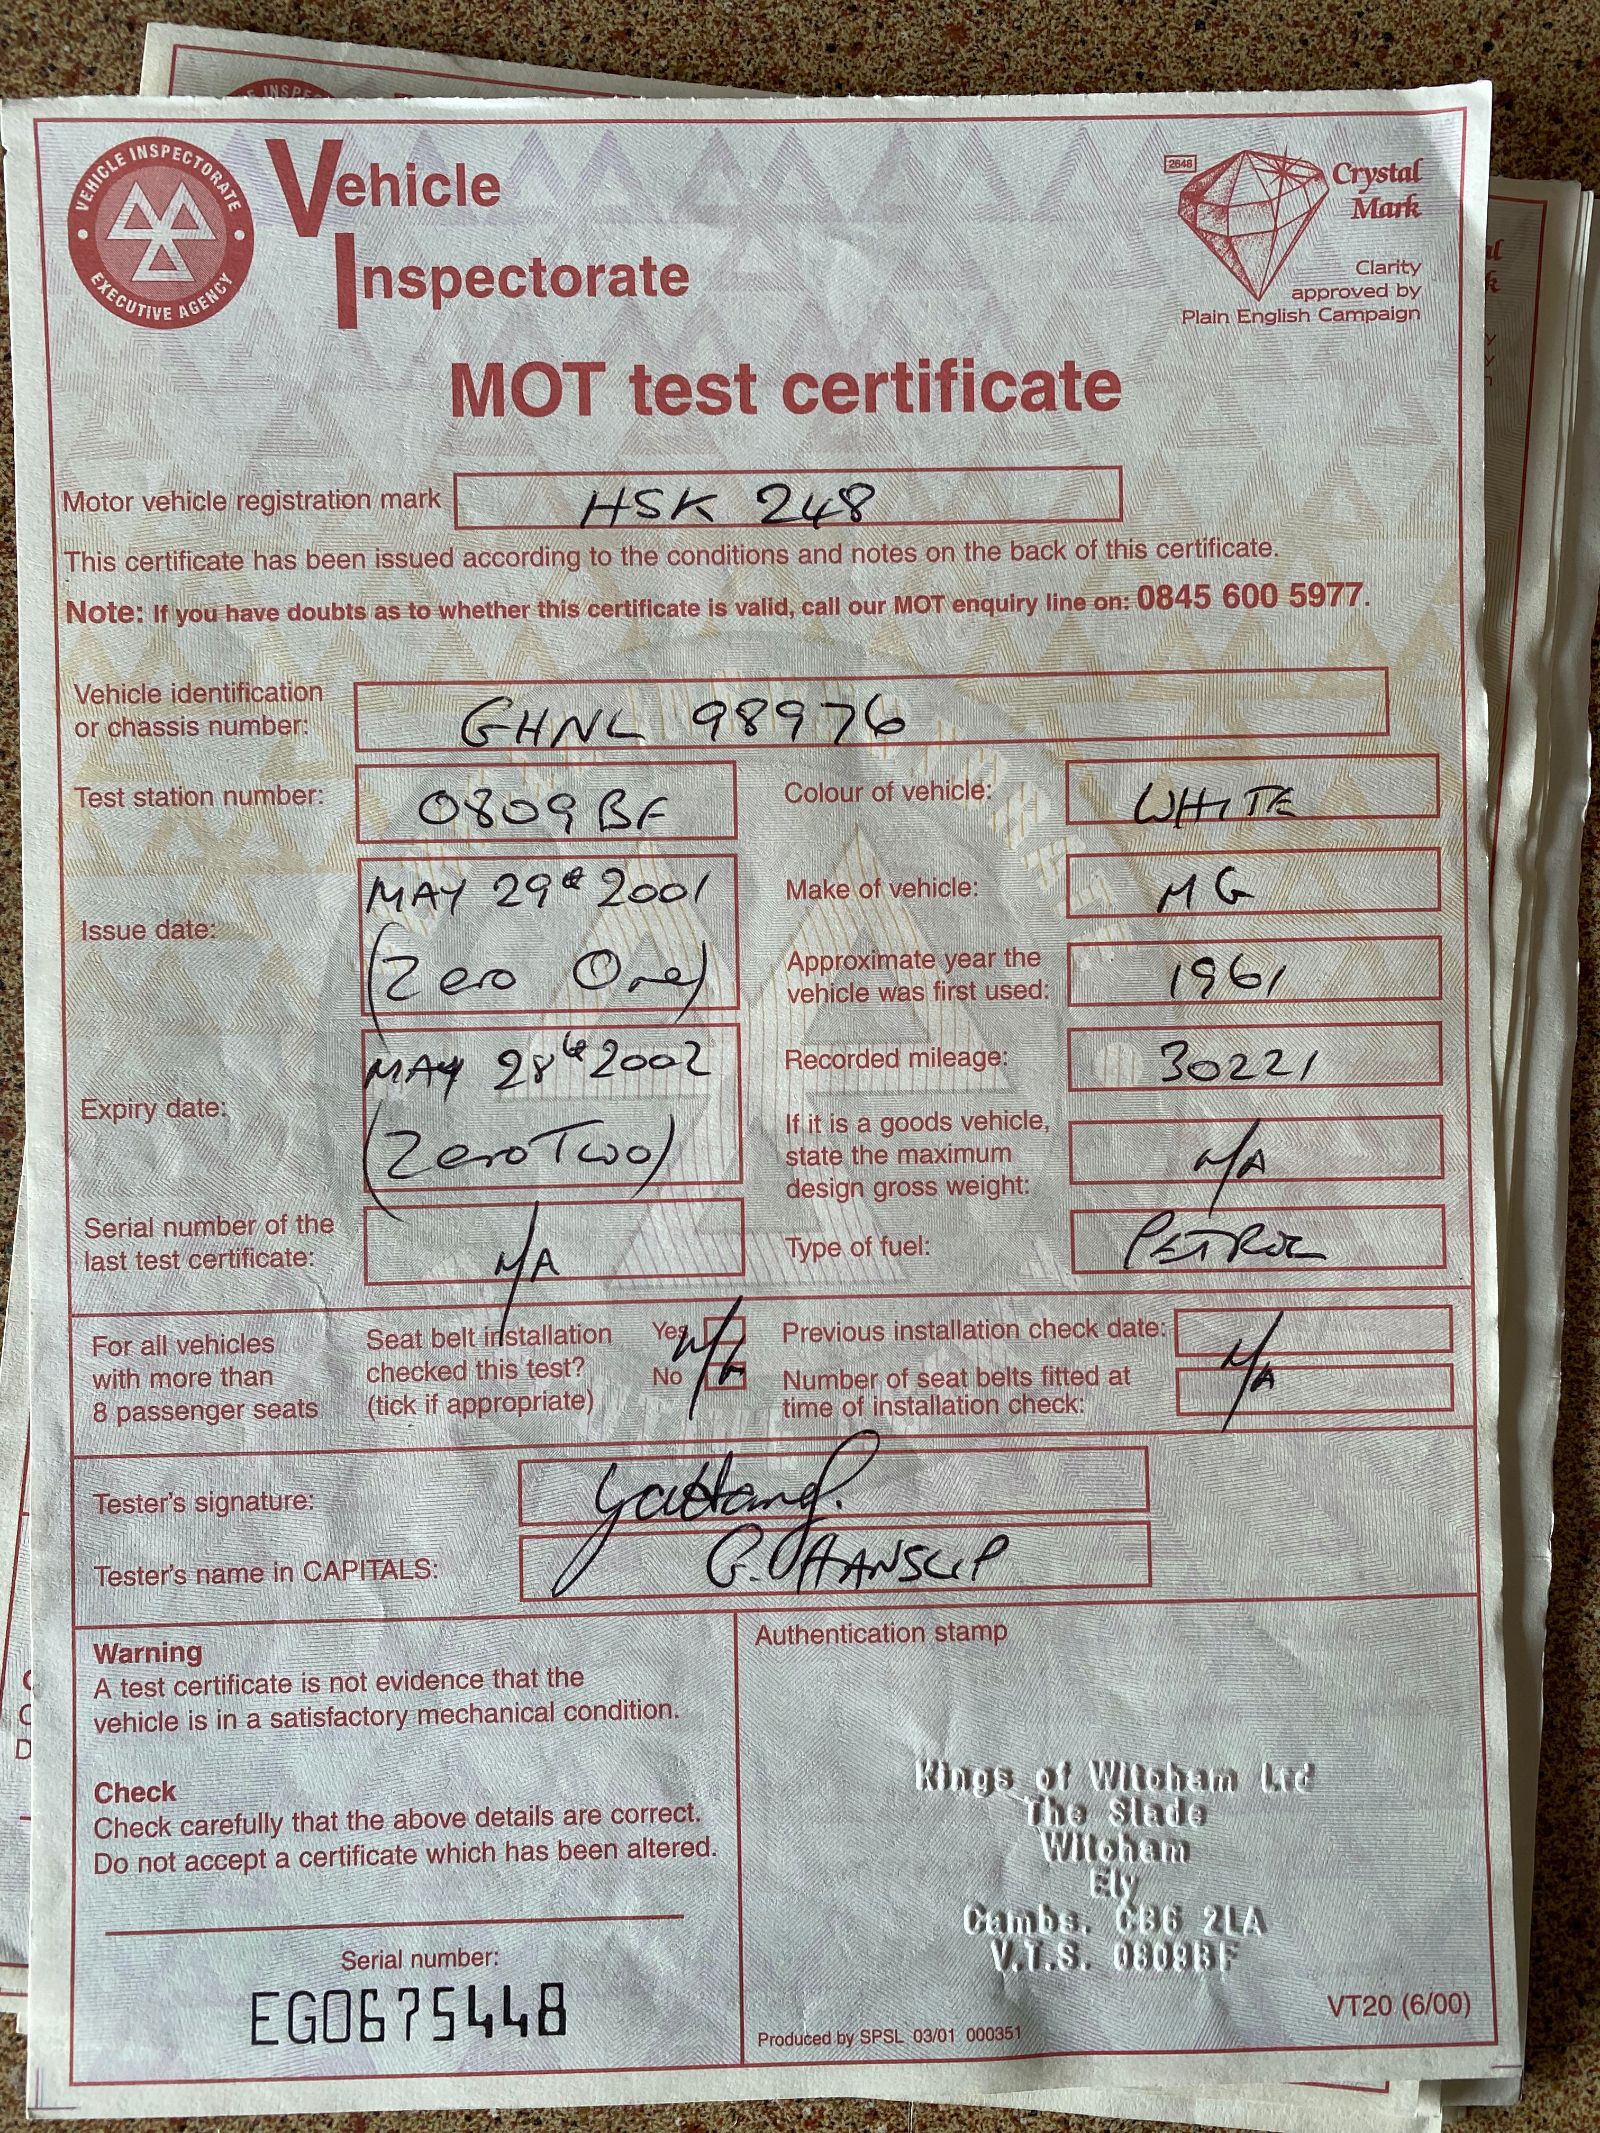 VEHICLE INSPECTORATE
EXECUTIVE AGENCY
Vehicle
Inspectorate
2648
Crystal
Mark
Clarity
approved by
Plain English Campaign
MOT test certificate
Motor vehicle registration mark HSK 248
This certificate has been issued according to the conditions and notes on the back of this certificate.
Note: If you have doubts as to whether this certificate is valid, call our MOT enquiry line on: 0845 600 5977.
Vehicle identification
or chassis number: GHNL 98976
Test station number: 0809 BF
Colour of vehicle: WHITE
Issue date: MAY 29th 2001
(Zero One)
Make of vehicle: MG
Approximate year the
vehicle was first used: 1961
Expiry date: MAY 28th 2002
(Zero Two)
Recorded mileage: 30221
If it is a goods vehicle,
state the maximum
design gross weight: N/A
Serial number of the
last test certificate: N/A
Type of fuel: PETROL
For all vehicles
with more than
8 passenger seats
Seat belt installation
checked this test?
(tick if appropriate)
Yes
No
N/A
Previous installation check date:
Number of seat belts fitted at
time of installation check:
N/A
Tester's signature:
Tester's name in CAPITALS: G. HANSLIP
Warning
A test certificate is not evidence that the
vehicle is in a satisfactory mechanical condition.
Check
Check carefully that the above details are correct.
Do not accept a certificate which has been altered.
Serial number:
EG0675448
Authentication stamp
Kings of Witcham Ltd
The Slade
Witcham
Ely
Cambs. CB6 2LA
V.T.S. 0809BF
VT20 (6/00)
Produced by SPSL 03/01 000351